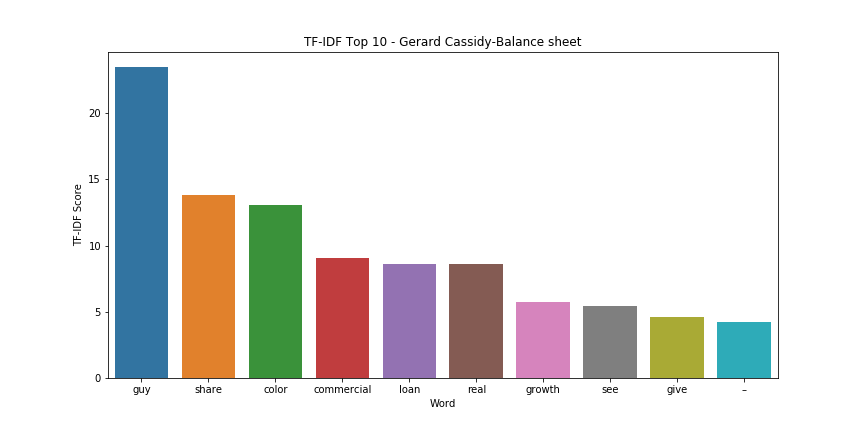 TF-IDF Top 10 - Gerard Cassidy-Balance sheet
TF-IDF Score
20
15
10
5
0
guy share color commercial loan real growth see give –
Word